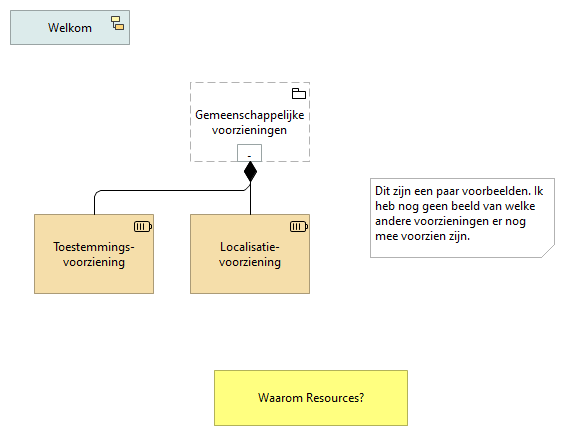 Welkom
Gemeenschappelijke
voorzieningen
-
Toestemmings-
voorziening
Localisatie-
voorziening
Dit zijn een paar voorbeelden. Ik
heb nog geen beeld van welke
andere voorzieningen er nog
mee voorzien zijn.
Waarom Resources?